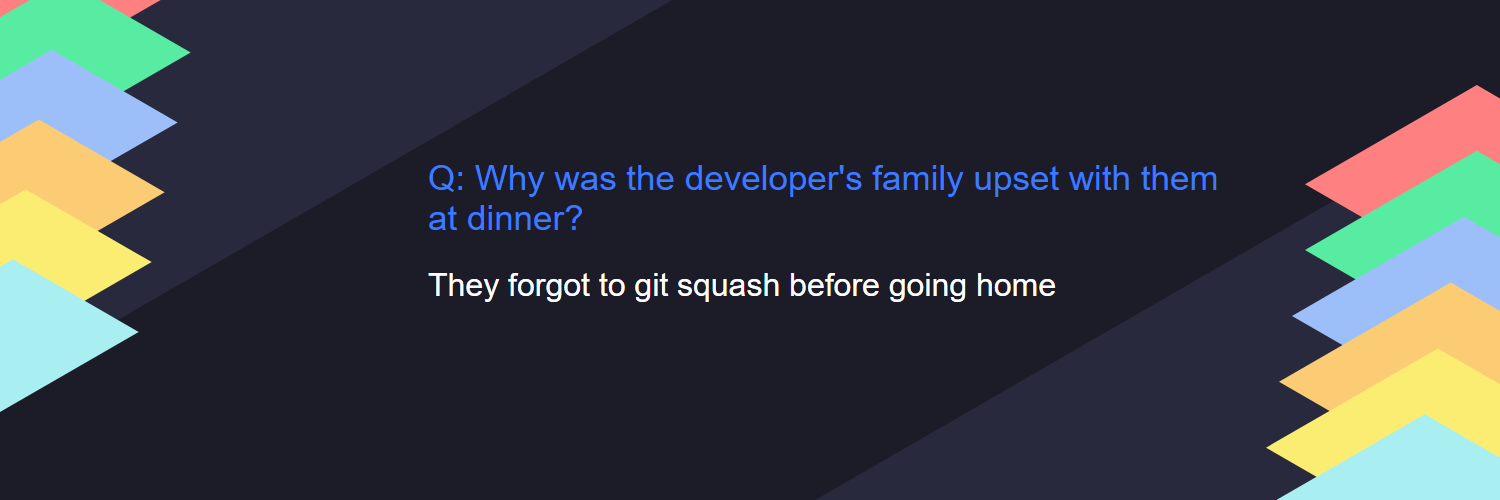 Q: Why was the developer's family upset with them
at dinner?
They forgot to git squash before going home